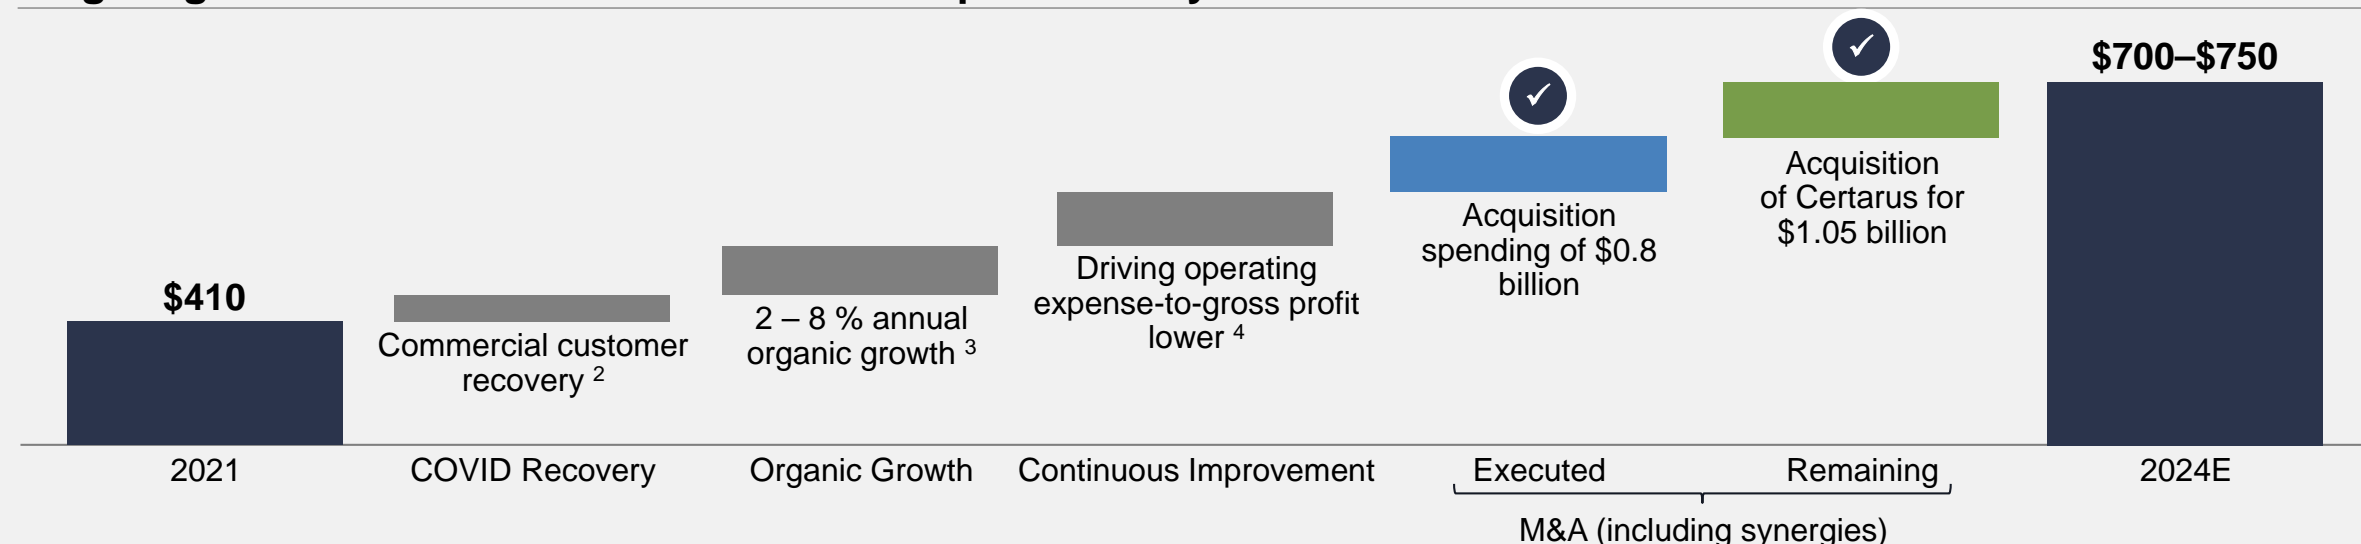 $410
Commercial customer
recovery 2
2 – 8 % annual
organic growth 3
Driving operating
expense-to-gross profit
lower 4
Acquisition
spending of $0.8
billion
Acquisition
of Certarus for
$1.05 billion
$700–$750
2021
COVID Recovery
Organic Growth
Continuous Improvement
Executed
Remaining
2024E
M&A (including synergies)